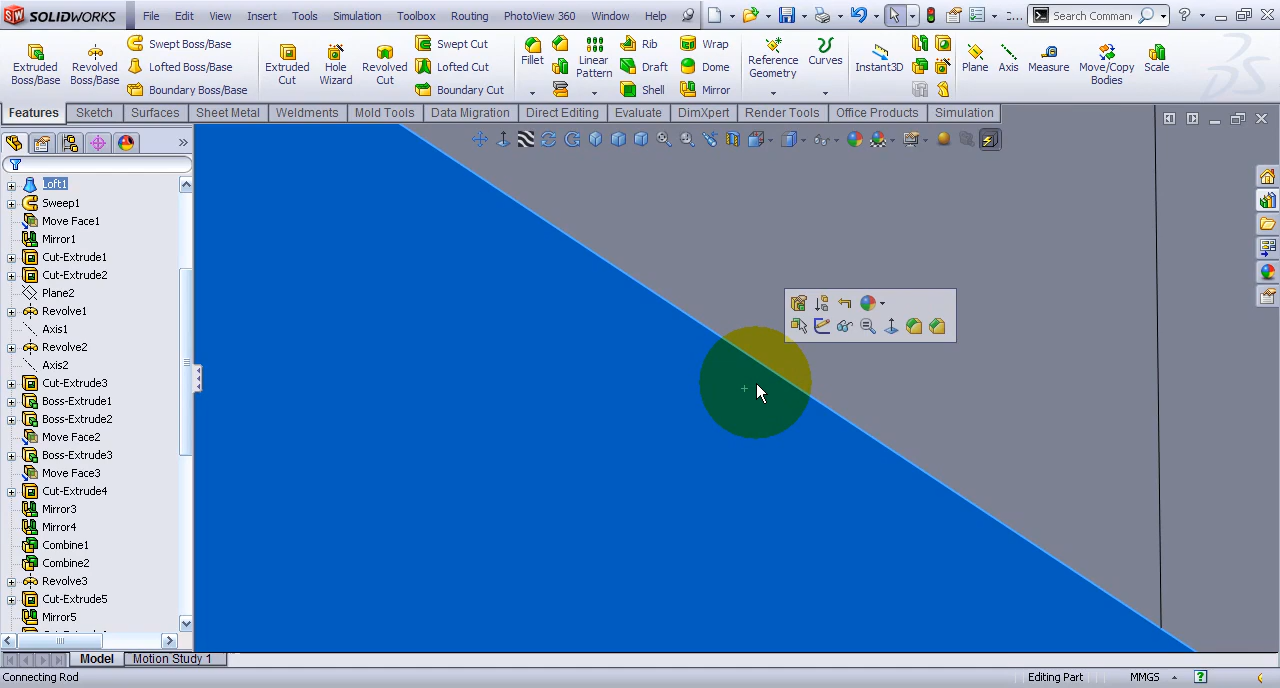 SOLIDWORKS File Edit View Insert Tools Simulation Toolbox Routing PhotoView 360 Window Help Search Comman
Extruded Boss/Base
Revolved Boss/Base
Swept Boss/Base
Lofted Boss/Base
Boundary Boss/Base
Extruded Cut
Hole Wizard
Revolved Cut
Swept Cut
Lofted Cut
Boundary Cut
Fillet
Linear Pattern
Rib
Draft
Shell
Wrap
Dome
Mirror
Reference Geometry
Curves
Instant3D
Plane
Axis
Measure
Move/Copy Bodies
Scale
Features Sketch Surfaces Sheet Metal Weldments Mold Tools Data Migration Direct Editing Evaluate DimXpert Render Tools Office Products Simulation
Loft1
Sweep1
Move Face1
Mirror1
Cut-Extrude1
Cut-Extrude2
Plane2
Revolve1
Axis1
Revolve2
Axis2
Cut-Extrude3
Boss-Extrude1
Boss-Extrude2
Move Face2
Boss-Extrude3
Move Face3
Cut-Extrude4
Mirror3
Mirror4
Combine1
Combine2
Revolve3
Cut-Extrude5
Mirror5
Model Motion Study 1
Connecting Rod Editing Part MMGS